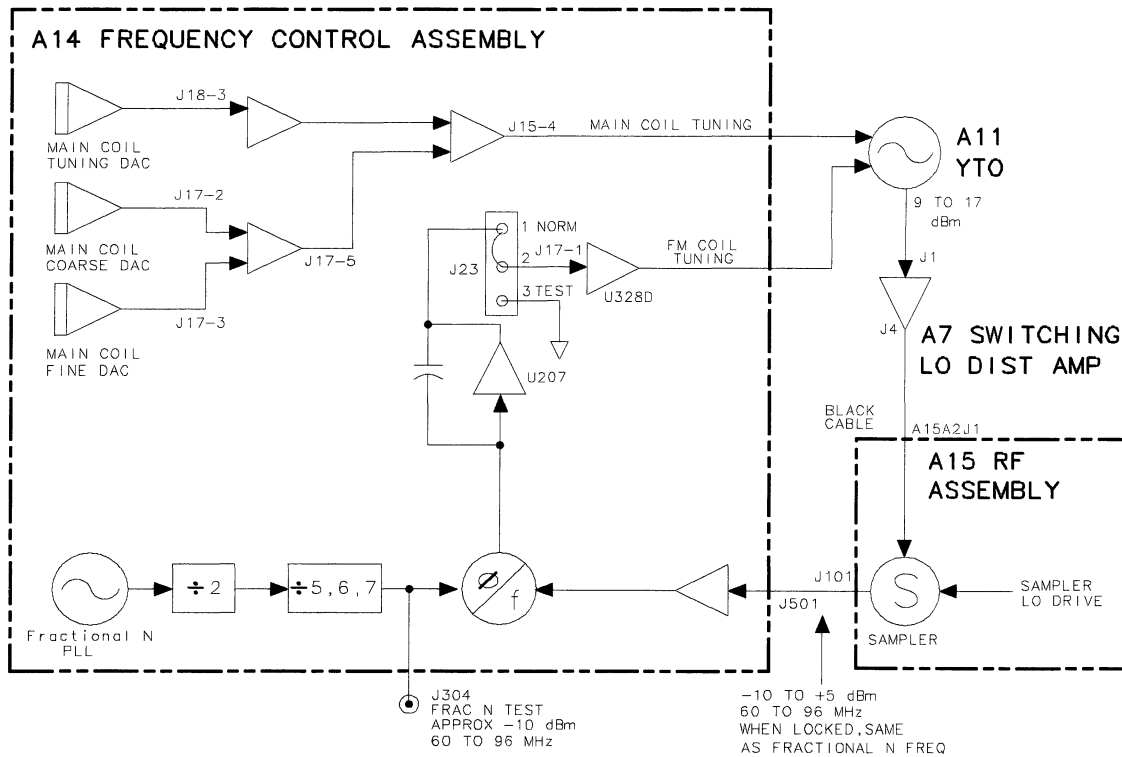 A14 FREQUENCY CONTROL ASSEMBLY
J18-3
MAIN COIL
TUNING DAC
J15-4
MAIN COIL TUNING
A11
YTO
9 TO 17
dBm
J17-2
MAIN COIL
COARSE DAC
J17-5
J17-3
MAIN COIL
FINE DAC
1 NORM
J23
2
J17-1
3 TEST
U328D
FM COIL
TUNING
U207
J1
J4
A7 SWITCHING
LO DIST AMP
BLACK
CABLE
A15A2J1
A15 RF
ASSEMBLY
Fractional N
PLL
÷2
÷5,6,7
Ø
f
J101
J501
S
SAMPLER
SAMPLER
LO DRIVE
J304
FRAC N TEST
APPROX -10 dBm
60 TO 96 MHz
-10 TO +5 dBm
60 TO 96 MHz
WHEN LOCKED,SAME
AS FRACTIONAL N FREQ